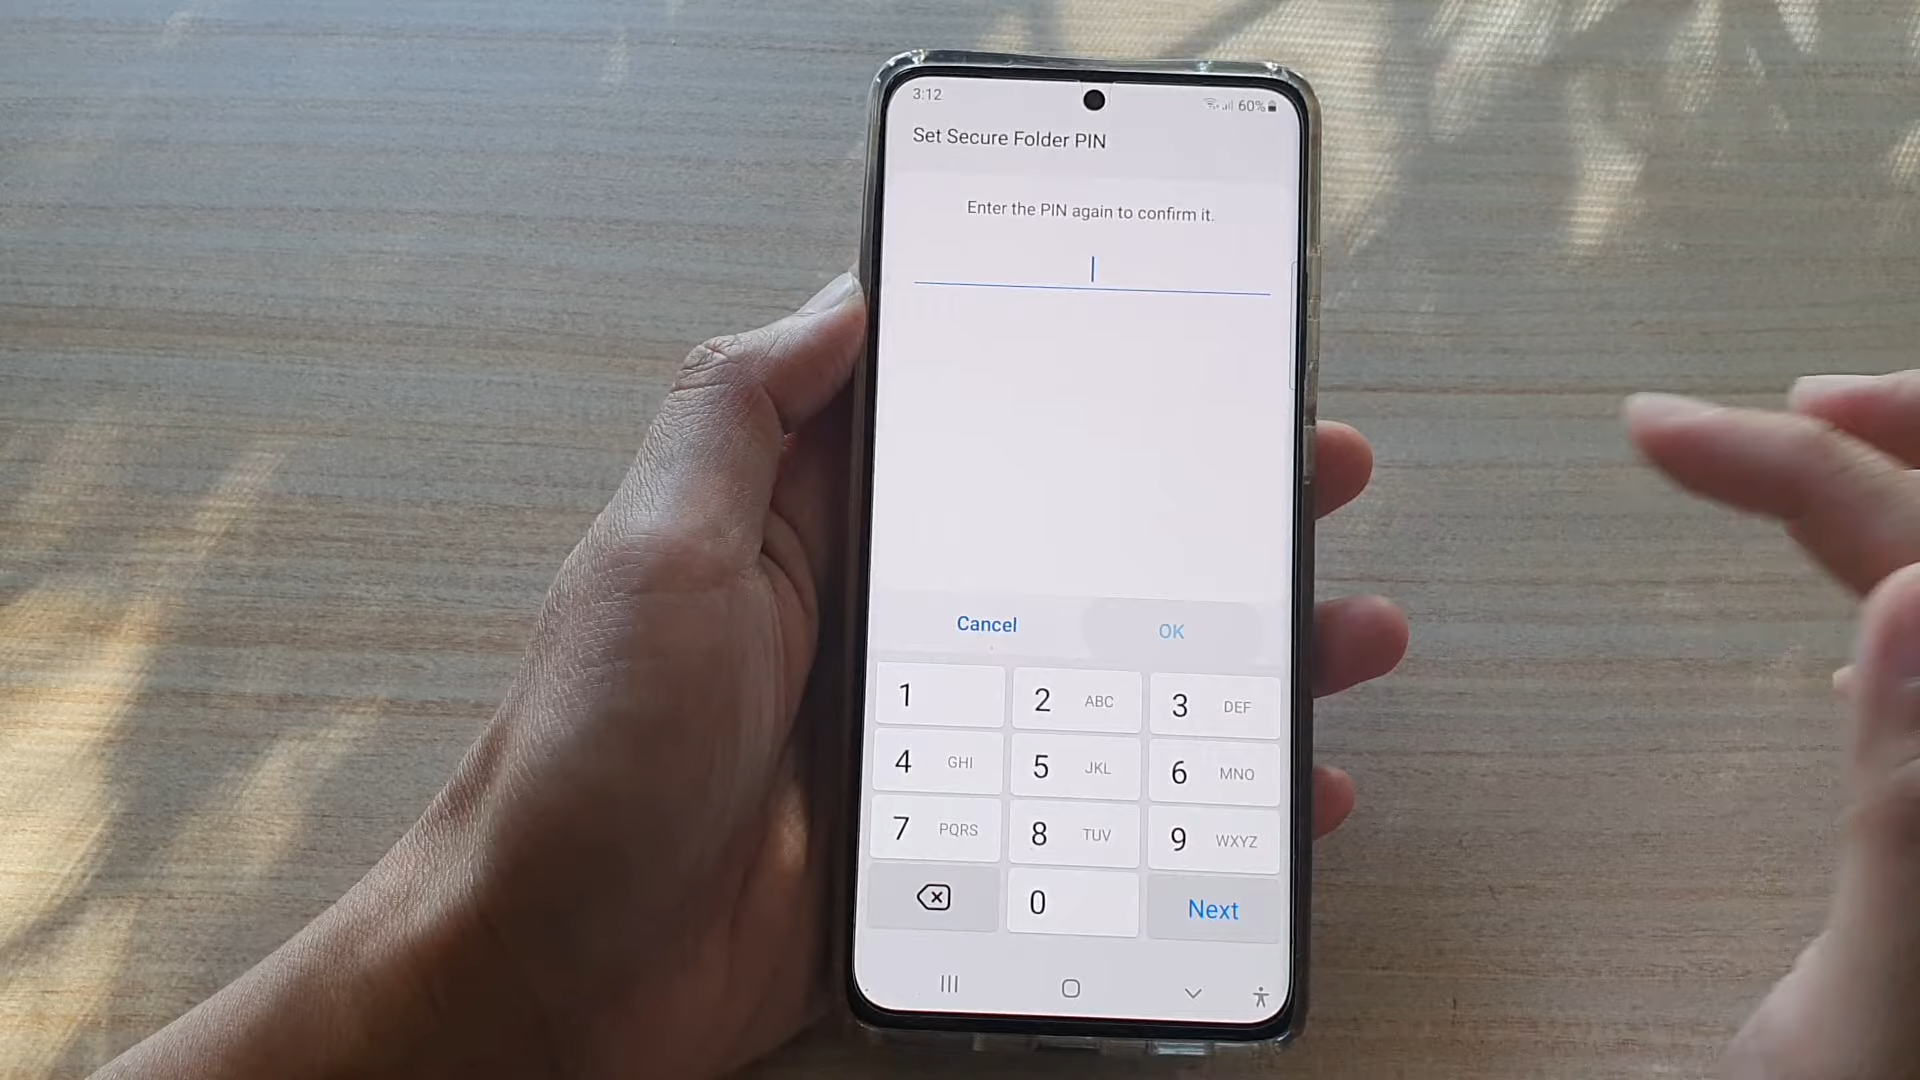 3:12
60%
Set Secure Folder PIN
Enter the PIN again to confirm it.
Cancel
OK
1
2 ABC
3 DEF
4 GHI
5 JKL
6 MNO
7 PQRS
8 TUV
9 WXYZ
0
Next